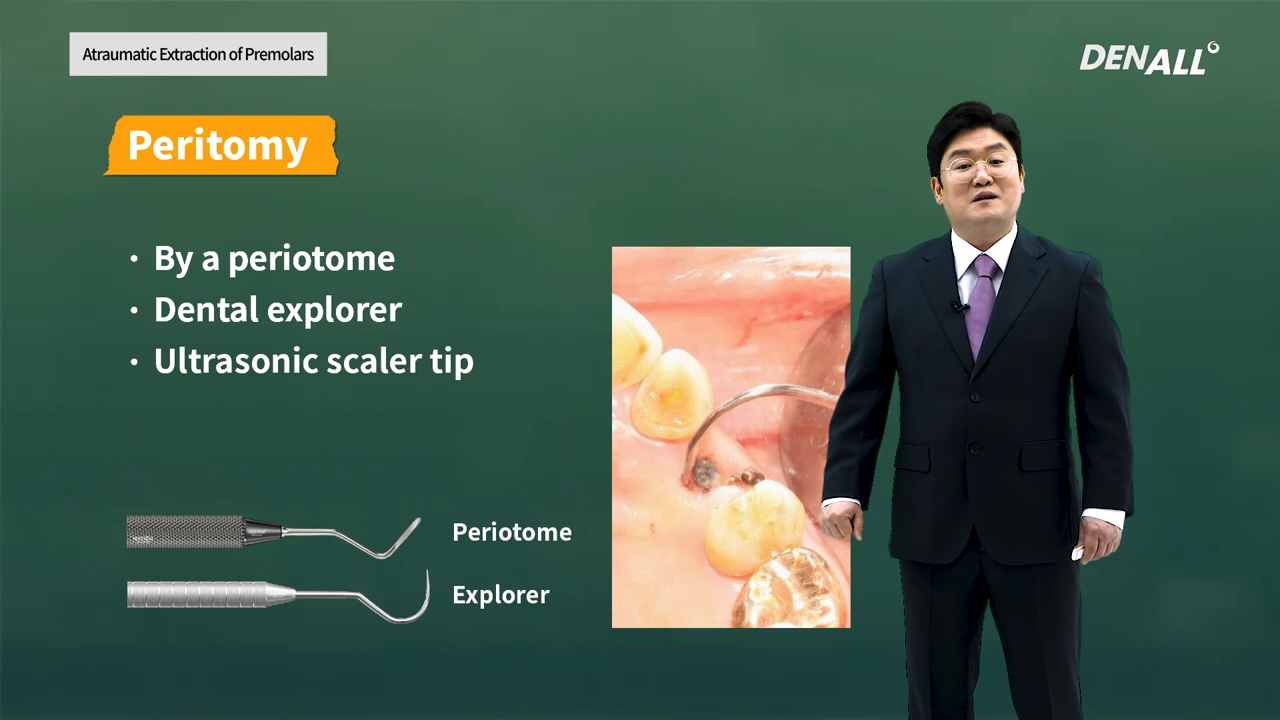 Atraumatic Extraction of Premolars
DENALL
Peritomy
· By a periotome
· Dental explorer
· Ultrasonic scaler tip
Periotome
Explorer